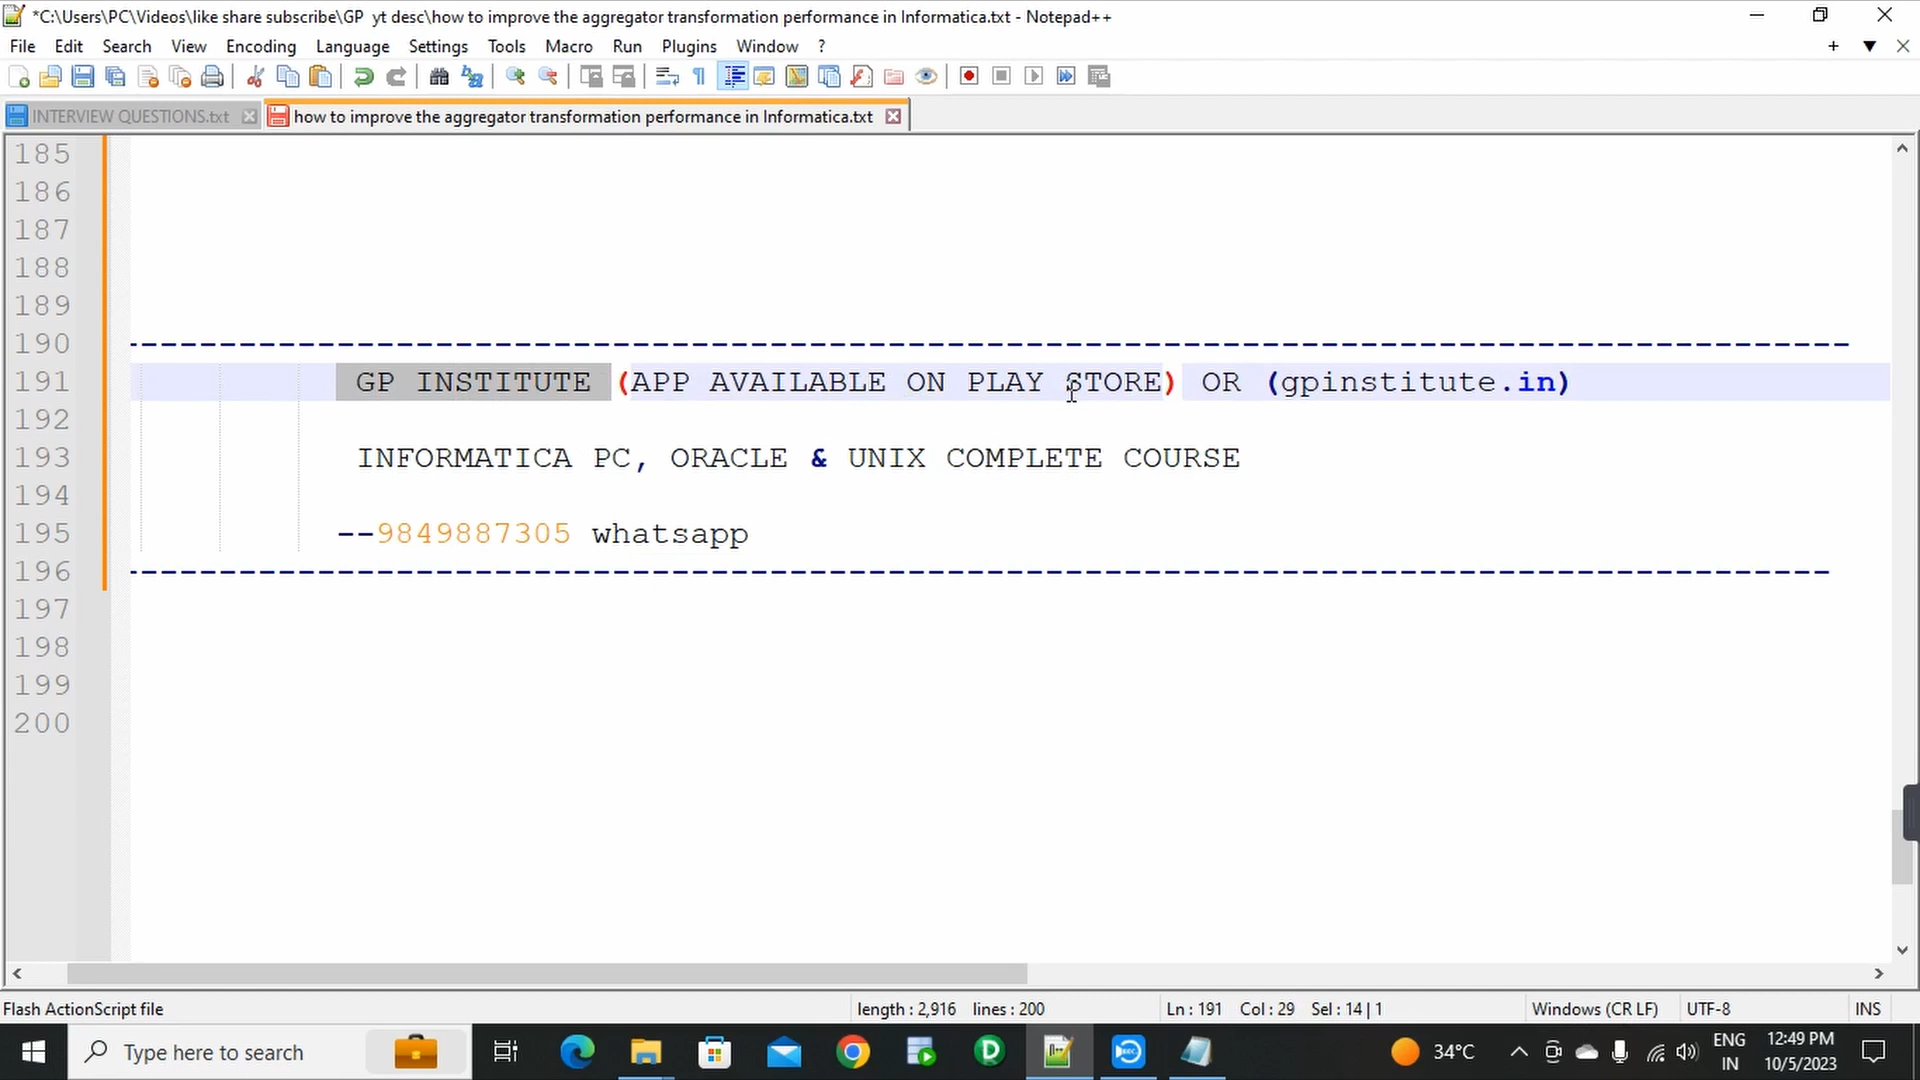 *C:\Users\PC\Videos\like share subscribe\GP  yt desc\how to improve the aggregator transformation performance in Informatica.txt - Notepad++
File Edit Search View Encoding Language Settings Tools Macro Run Plugins Window ?
INTERVIEW QUESTIONS.txt how to improve the aggregator transformation performance in Informatica.txt
185
186
187
188
189
190 ----------------------------------------------------------------------------------------
191 GP INSTITUTE (APP AVAILABLE ON PLAY STORE) OR (gpinstitute.in)
192
193 INFORMATICA PC, ORACLE & UNIX COMPLETE COURSE
194
195 --9849887305 whatsapp
196 ---------------------------------------------------------------------------------------
197
198
199
200
Flash ActionScript file length : 2,916 lines : 200 Ln : 191 Col : 29 Sel : 14 | 1 Windows (CR LF) UTF-8 INS
Type here to search 34°C ENG 12:49 PM
IN 10/5/2023